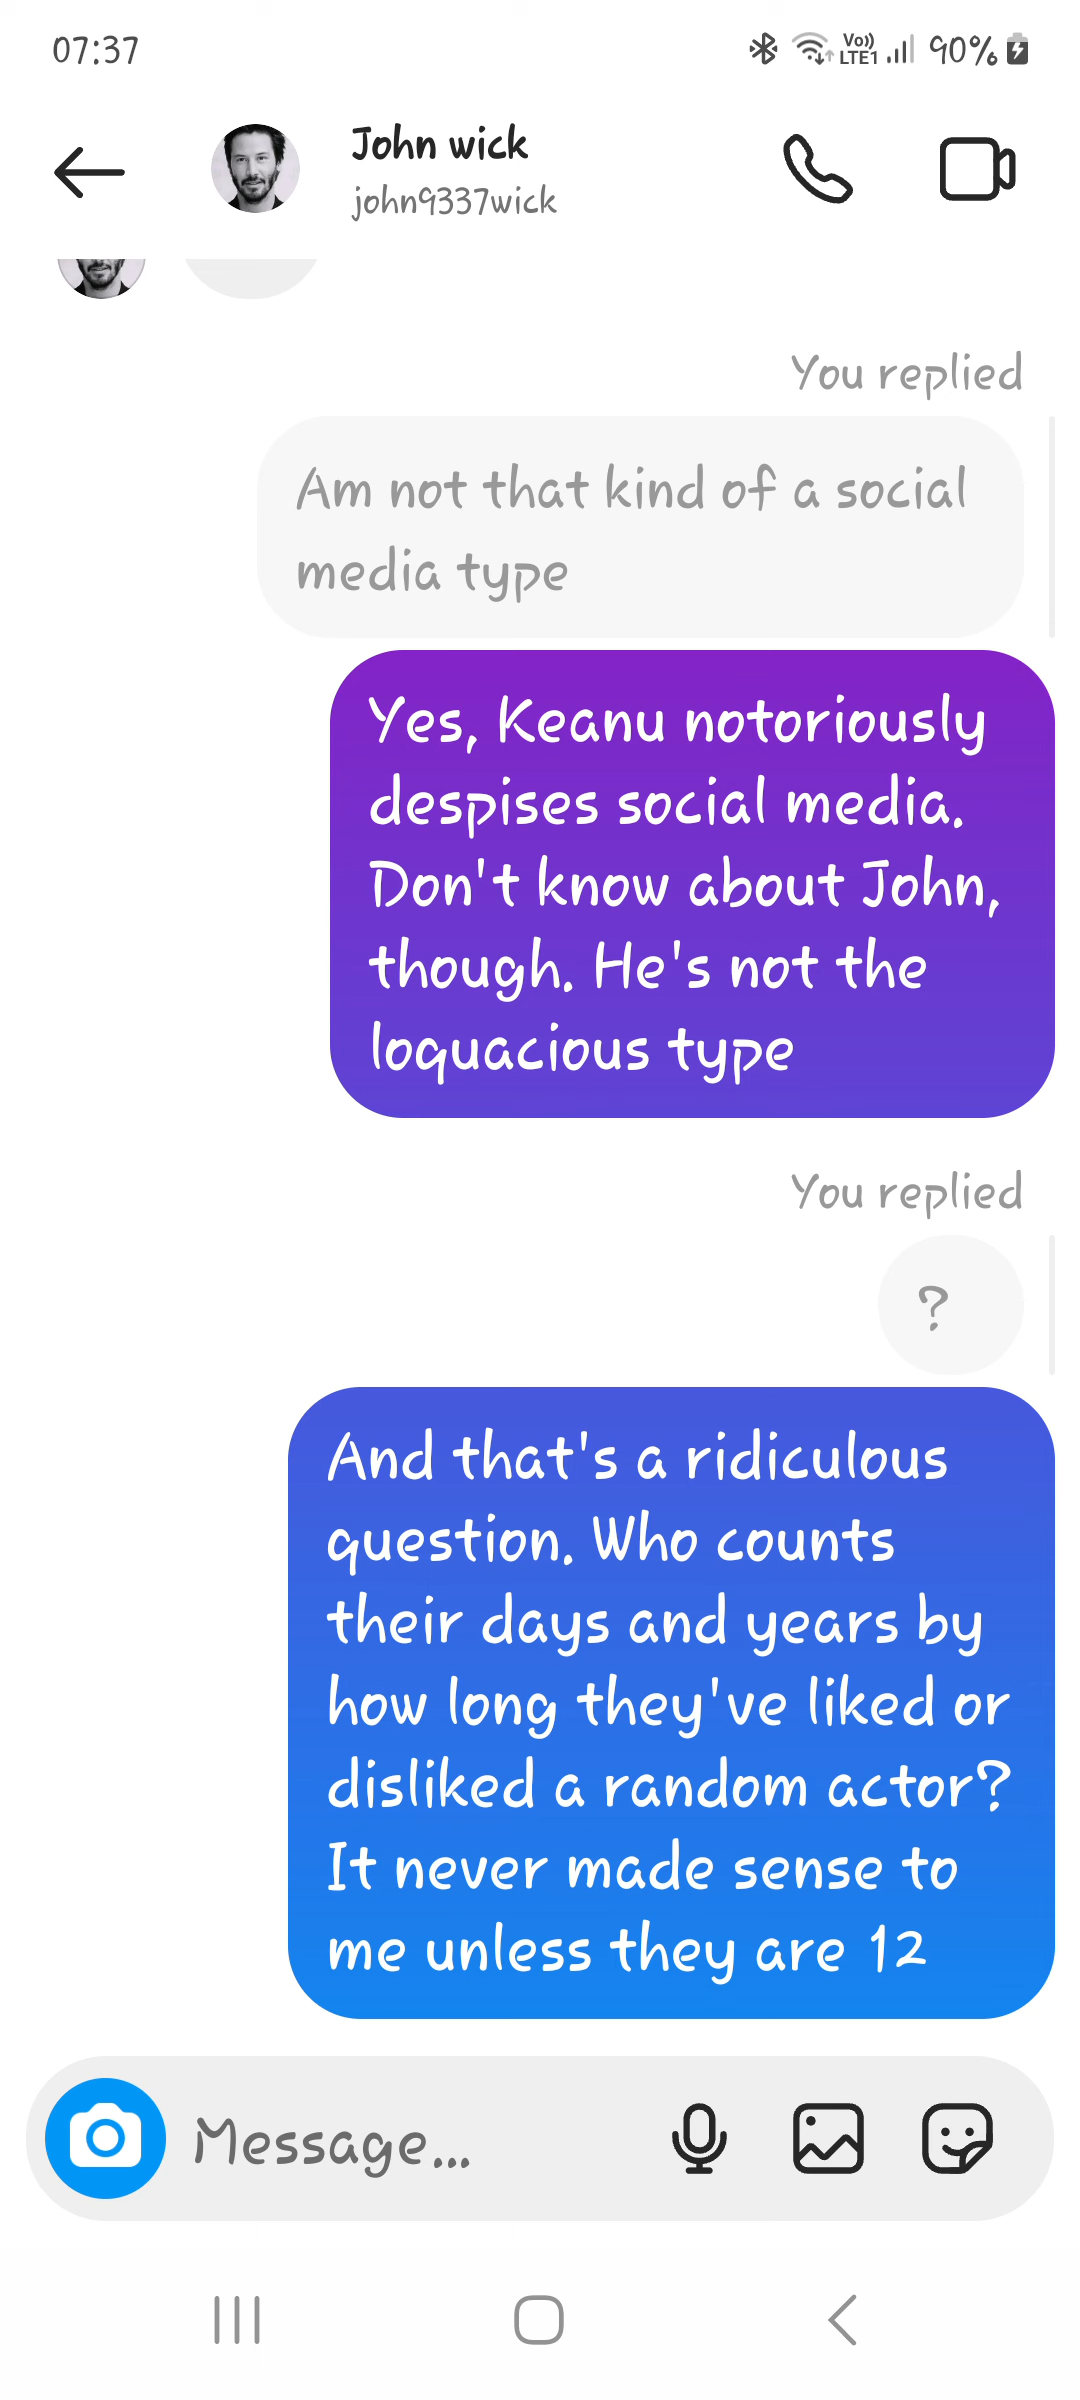 07:37
Vo)) LTE1 90%
John wick
john9337wick
You replied
Am not that kind of a social
media type
Yes, Keanu notoriously
despises social media.
Don't know about John,
though. He's not the
loquacious type
You replied
?
And that's a ridiculous
question. Who counts
their days and years by
how long they've liked or
disliked a random actor?
It never made sense to
me unless they are 12
Message...